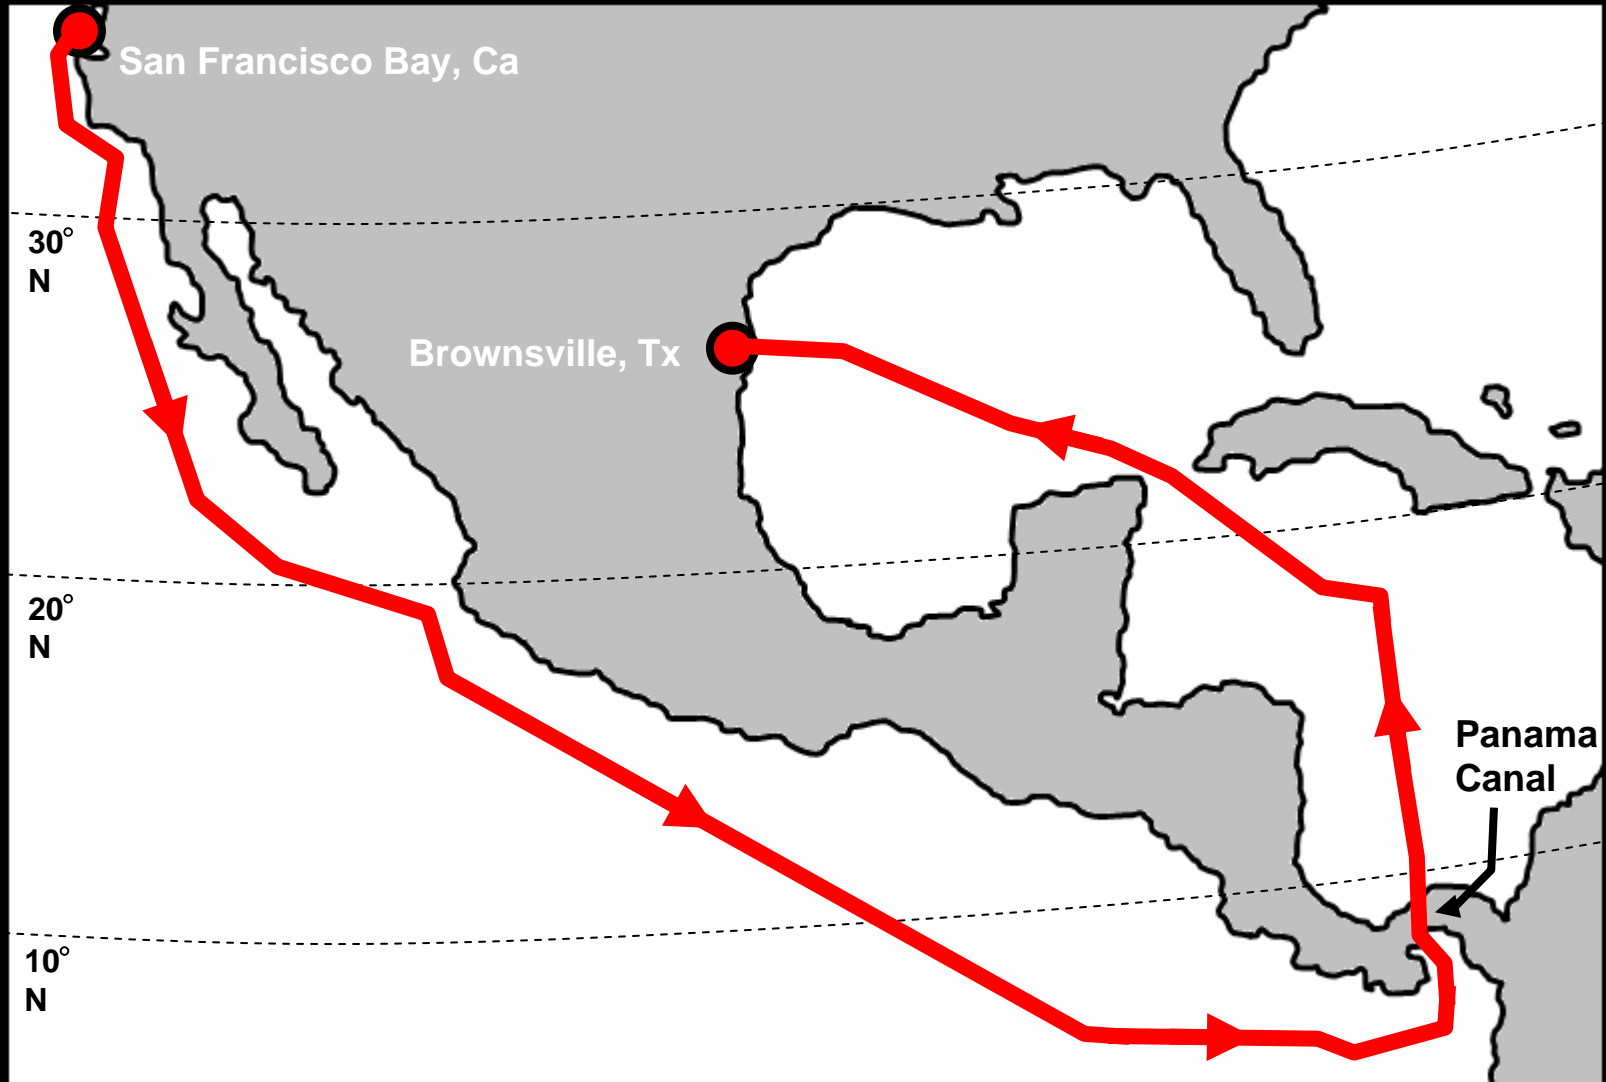 San Francisco Bay, Ca
30°
N
Brownsville, Tx
20°
N
Panama
Canal
10°
N